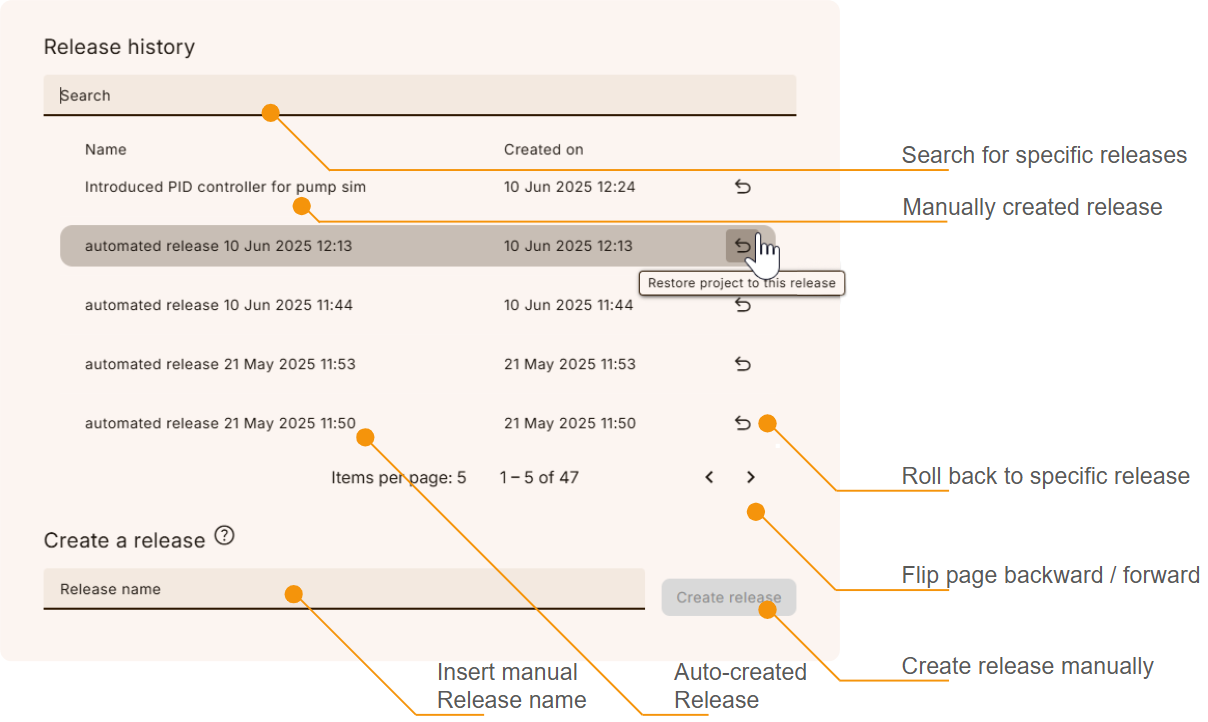 Release history
Search
Name Created on
Introduced PID controller for pump sim 10 Jun 2025 12:24
automated release 10 Jun 2025 12:13 10 Jun 2025 12:13
Restore project to this release
automated release 10 Jun 2025 11:44 10 Jun 2025 11:44
automated release 21 May 2025 11:53 21 May 2025 11:53
automated release 21 May 2025 11:50 21 May 2025 11:50
Items per page: 5 1 – 5 of 47
Create a release ?
Release name
Create release
Search for specific releases
Manually created release
Roll back to specific release
Flip page backward / forward
Create release manually
Insert manual
Release name
Auto-created
Release